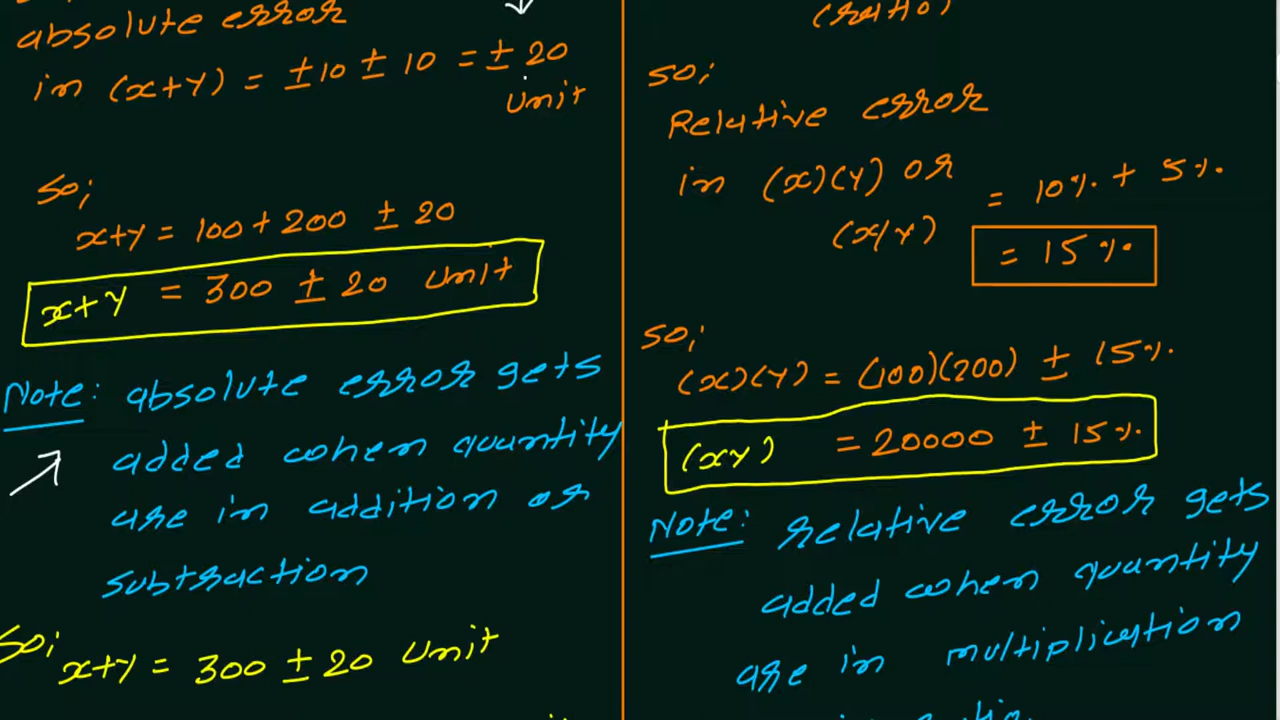 absolute error
in (x+y) = ±10 ± 10 = ± 20
Unit
So;
x+y = 100 + 200 ± 20
x+y = 300 ± 20 Unit
Note: absolute error gets
added when quantity
are in addition or
subtraction
So; x+y = 300 ± 20 Unit
(ratio)
So;
Relative error
in (x)(y) or
(x/y)
= 10% + 5%
= 15%
So;
(x)(y) = (100)(200) ± 15%
(xy) = 20000 ± 15%
Note: relative error gets
added when quantity
are in multiplication